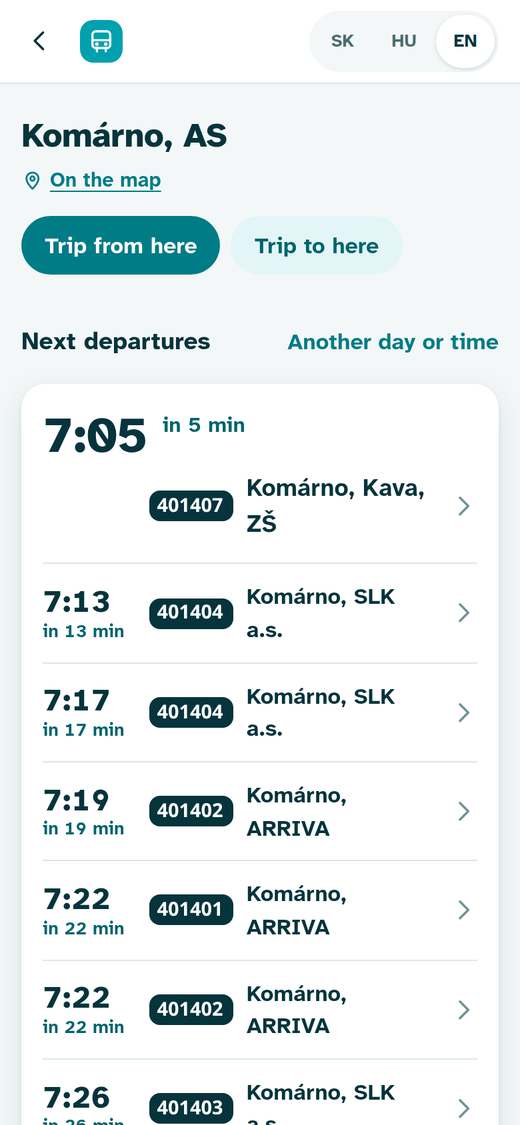 SK HU EN
Komárno, AS
On the map
Trip from here Trip to here
Next departures Another day or time
7:05 in 5 min
401407 Komárno, Kava,
ZŠ
7:13 401404 Komárno, SLK
in 13 min a.s.
7:17 401404 Komárno, SLK
in 17 min a.s.
7:19 401402 Komárno,
in 19 min ARRIVA
7:22 401401 Komárno,
in 22 min ARRIVA
7:22 401402 Komárno,
in 22 min ARRIVA
7:26 401403 Komárno, SLK
in 26 min a.s.